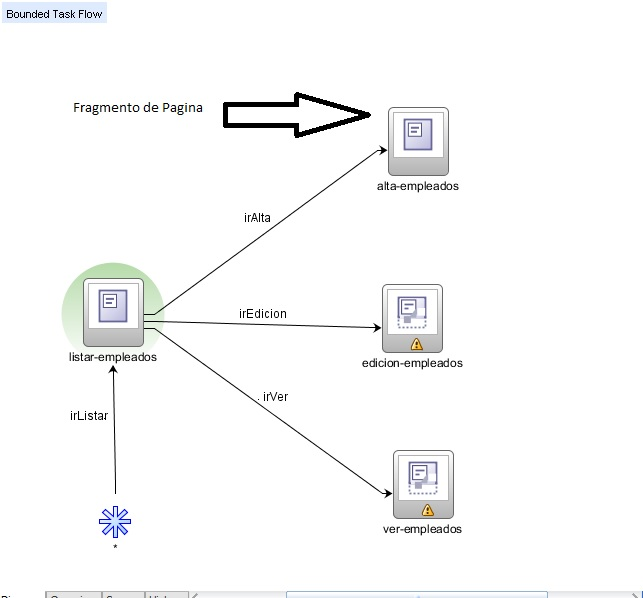 Bounded Task Flow
Fragmento de Pagina
alta-empleados
irAlta
irEdicion
listar-empleados
edicion-empleados
irVer
irListar
ver-empleados
*